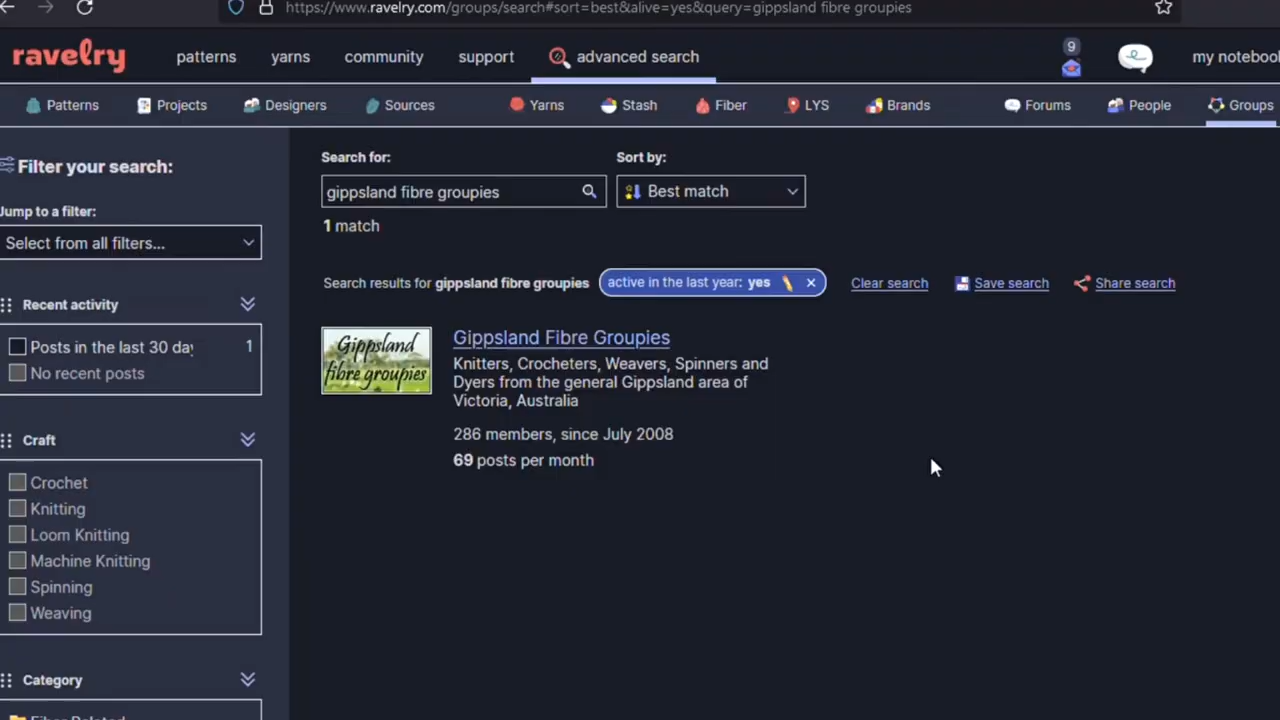 https://www.ravelry.com/groups/search#sort=best&alive=yes&query=gippsland fibre groupies
ravelry
patterns
yarns
community
support
advanced search
9
my notebook
Patterns
Projects
Designers
Sources
Yarns
Stash
Fiber
LYS
Brands
Forums
People
Groups
Filter your search:
Jump to a filter:
Select from all filters...
Recent activity
Posts in the last 30 day
1
No recent posts
Craft
Crochet
Knitting
Loom Knitting
Machine Knitting
Spinning
Weaving
Category
Fiber Related
Search for:
gippsland fibre groupies
Sort by:
Best match
1 match
Search results for gippsland fibre groupies
active in the last year: yes
Clear search
Save search
Share search
Gippsland
fibre groupies
Gippsland Fibre Groupies
Knitters, Crocheters, Weavers, Spinners and
Dyers from the general Gippsland area of
Victoria, Australia
286 members, since July 2008
69 posts per month